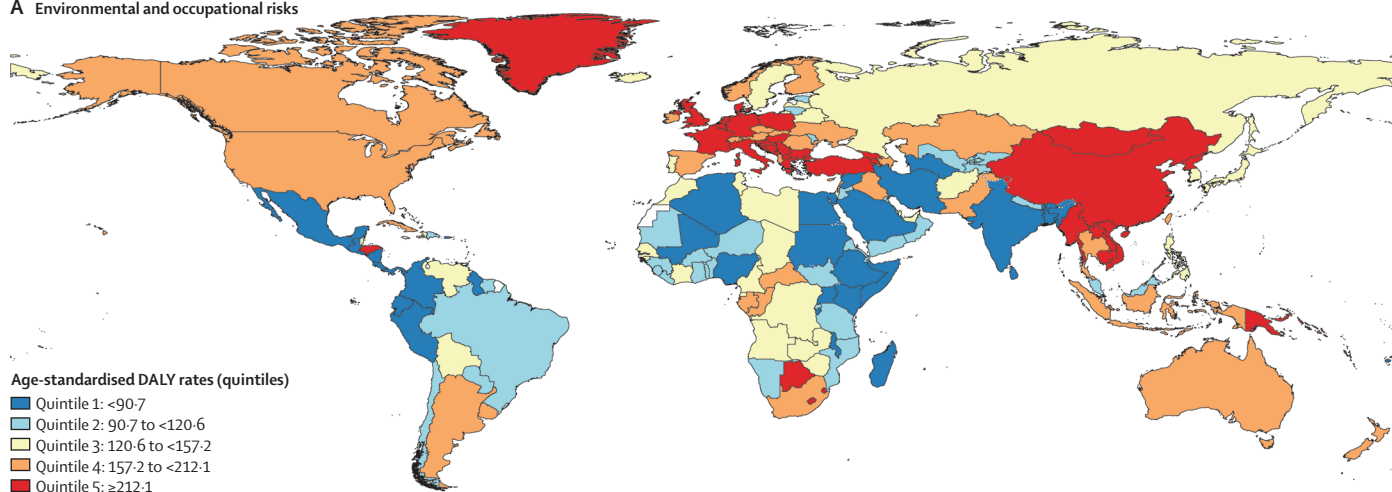 A Environmental and occupational risks
Age-standardised DALY rates (quintiles)
Quintile 1: <90·7
Quintile 2: 90·7 to <120·6
Quintile 3: 120·6 to <157·2
Quintile 4: 157·2 to <212·1
Quintile 5: ≥212·1